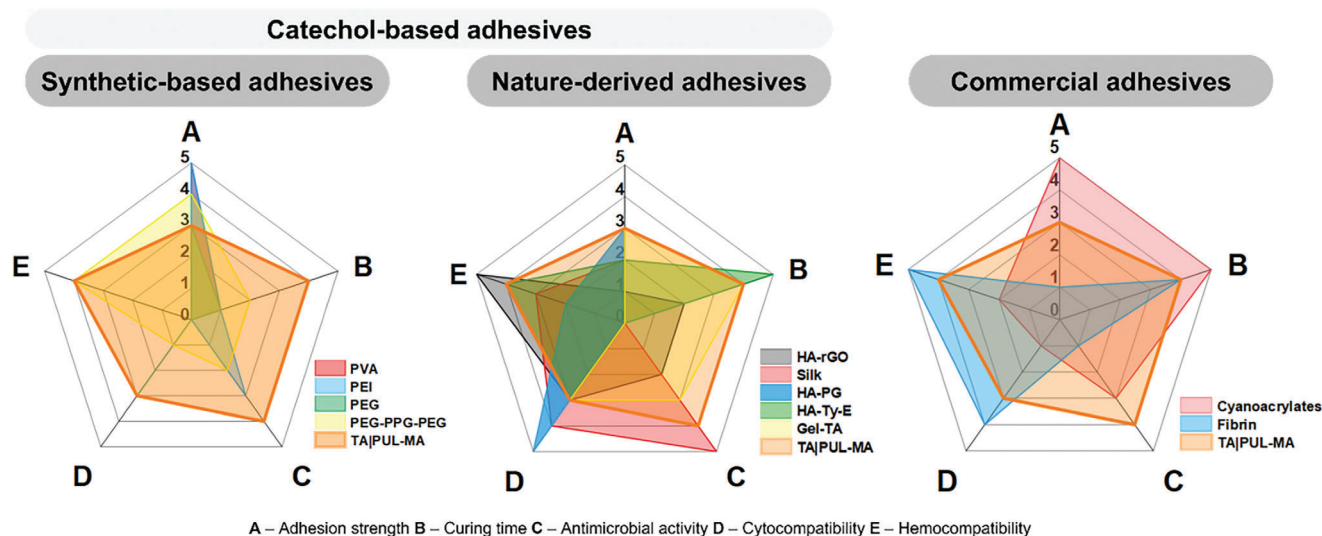 Catechol-based adhesives
Synthetic-based adhesives
Nature-derived adhesives
Commercial adhesives
A
5
4
3
2
1
0
B
C
D
E
PVA
PEI
PEG
PEG-PPG-PEG
TA|PUL-MA
A
5
4
3
2
1
0
B
C
D
E
HA-rGO
Silk
HA-PG
HA-Ty-E
Gel-TA
TA|PUL-MA
A
5
4
3
2
1
0
B
C
D
E
Cyanoacrylates
Fibrin
TA|PUL-MA
A – Adhesion strength B – Curing time C – Antimicrobial activity D – Cytocompatibility E – Hemocompatibility